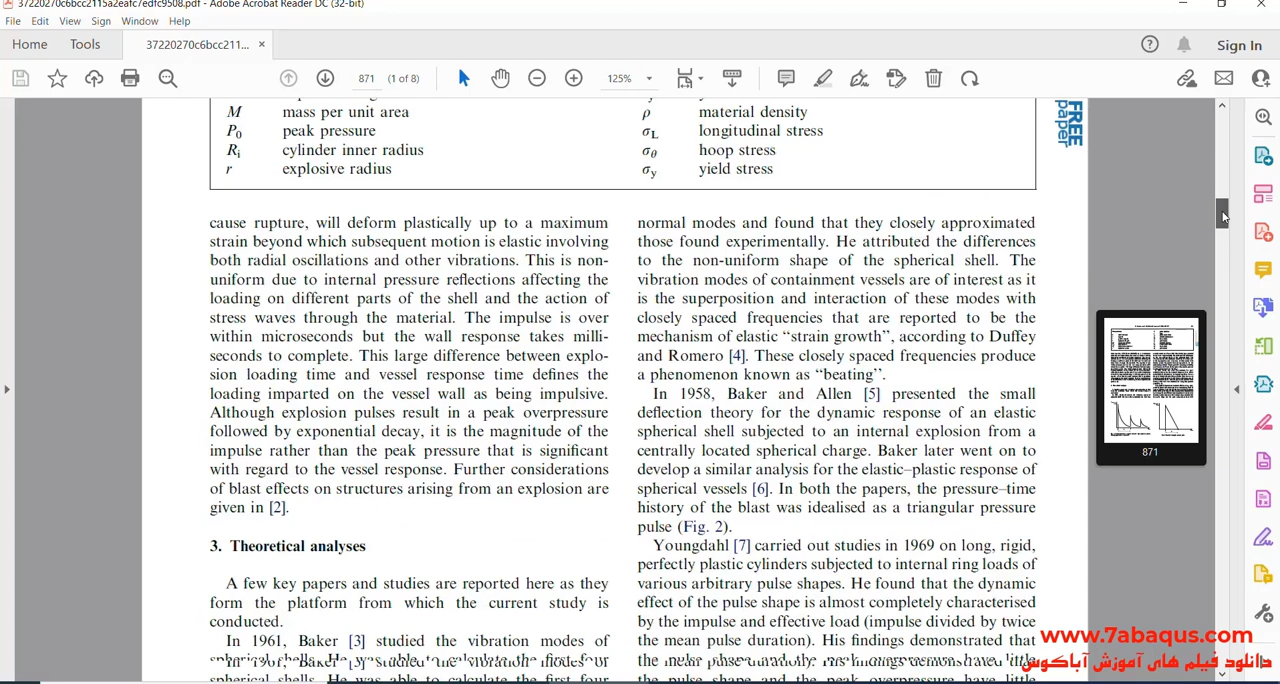 37220270c6bcc2115a2eafc7edfc9508.pdf - Adobe Acrobat Reader DC (32-bit)
File Edit View Sign Window Help
Home Tools 37220270c6bcc211... × Sign In
871 (1 of 8) 125%
M mass per unit area
P0 peak pressure
Ri cylinder inner radius
r explosive radius
ρ material density
σL longitudinal stress
σθ hoop stress
σy yield stress
FREE
paper
cause rupture, will deform plastically up to a maximum
strain beyond which subsequent motion is elastic involving
both radial oscillations and other vibrations. This is non-
uniform due to internal pressure reflections affecting the
loading on different parts of the shell and the action of
stress waves through the material. The impulse is over
within microseconds but the wall response takes milli-
seconds to complete. This large difference between explo-
sion loading time and vessel response time defines the
loading imparted on the vessel wall as being impulsive.
Although explosion pulses result in a peak overpressure
followed by exponential decay, it is the magnitude of the
impulse rather than the peak pressure that is significant
with regard to the vessel response. Further considerations
of blast effects on structures arising from an explosion are
given in [2].
3. Theoretical analyses
A few key papers and studies are reported here as they
form the platform from which the current study is
conducted.
In 1961, Baker [3] studied the vibration modes of
spherical shells. He was able to calculate the first four
normal modes and found that they closely approximated
those found experimentally. He attributed the differences
to the non-uniform shape of the spherical shell. The
vibration modes of containment vessels are of interest as it
is the superposition and interaction of these modes with
closely spaced frequencies that are reported to be the
mechanism of elastic “strain growth”, according to Duffey
and Romero [4]. These closely spaced frequencies produce
a phenomenon known as “beating”.
In 1958, Baker and Allen [5] presented the small
deflection theory for the dynamic response of an elastic
spherical shell subjected to an internal explosion from a
centrally located spherical charge. Baker later went on to
develop a similar analysis for the elastic–plastic response of
spherical vessels [6]. In both the papers, the pressure–time
history of the blast was idealised as a triangular pressure
pulse (Fig. 2).
Youngdahl [7] carried out studies in 1969 on long, rigid,
perfectly plastic cylinders subjected to internal ring loads of
various arbitrary pulse shapes. He found that the dynamic
effect of the pulse shape is almost completely characterised
by the impulse and effective load (impulse divided by twice
the mean pulse duration). His findings demonstrated that
the pulse shape and the peak overpressure have little
871
www.7abaqus.com
دانلود فیلم های آموزش آباکوس